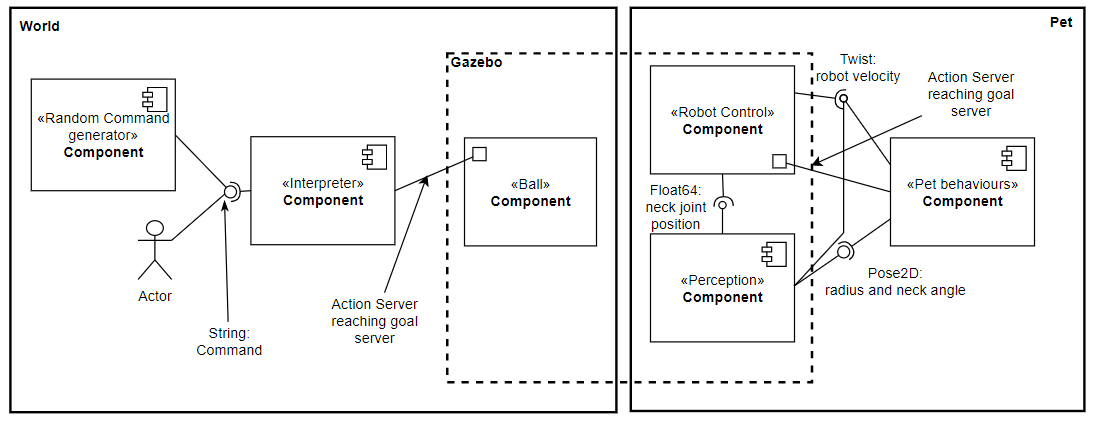 World
Pet
Gazebo
Twist:
robot velocity
Action Server
reaching goal
server
«Random Command
generator»
Component
«Robot Control»
Component
«Interpreter»
Component
«Ball»
Component
«Pet behaviours»
Component
Float64:
neck joint
position
«Perception»
Component
Pose2D:
radius and neck angle
Actor
Action Server
reaching goal
server
String:
Command